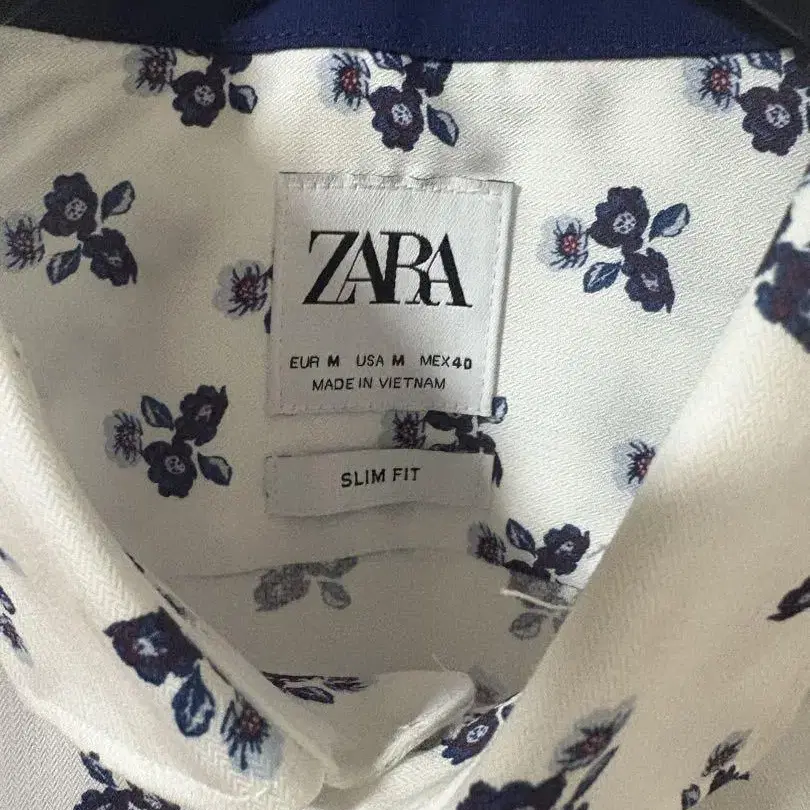 ZARA
EUR M USA M MEX 40
MADE IN VIETNAM
SLIM FIT